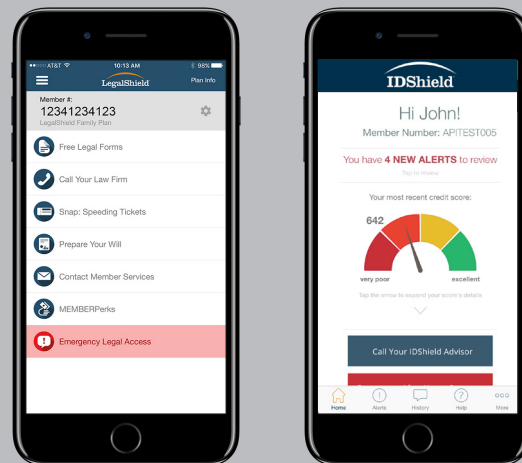 AT&T
10:13 AM
98%
LegalShield
Plan Info
Member #:
12341234123
LegalShield Family Plan
Free Legal Forms
Call Your Law Firm
Snap: Speeding Tickets
Prepare Your Will
Contact Member Services
MEMBERPerks
Emergency Legal Access
IDShield
Hi John!
Member Number: APITEST005
You have 4 NEW ALERTS to review
Tap to review
Your most recent credit score:
642
very poor
excellent
Tap the arrow to expand your score's details
Call Your IDShield Advisor
Home
Alerts
History
Help
More